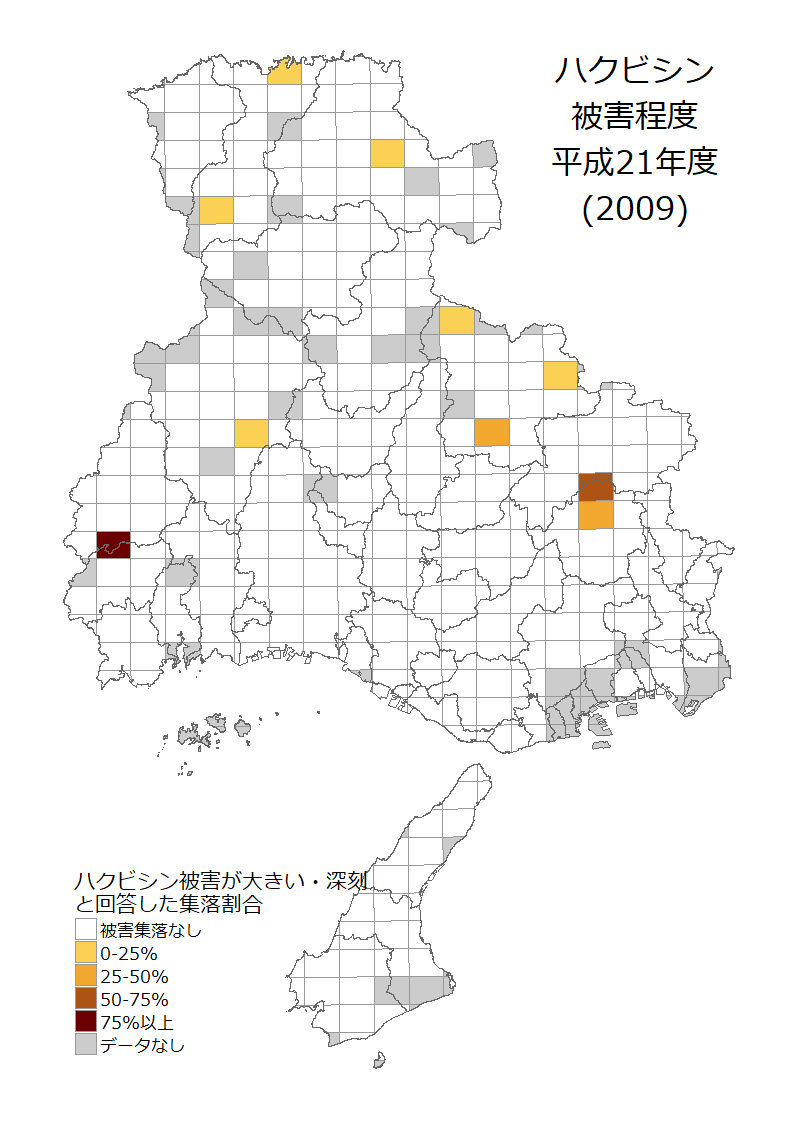 ハクビシン
被害程度
平成21年度
(2009)
ハクビシン被害が大きい・深刻
と回答した集落割合
被害集落なし
0-25%
25-50%
50-75%
75%以上
データなし